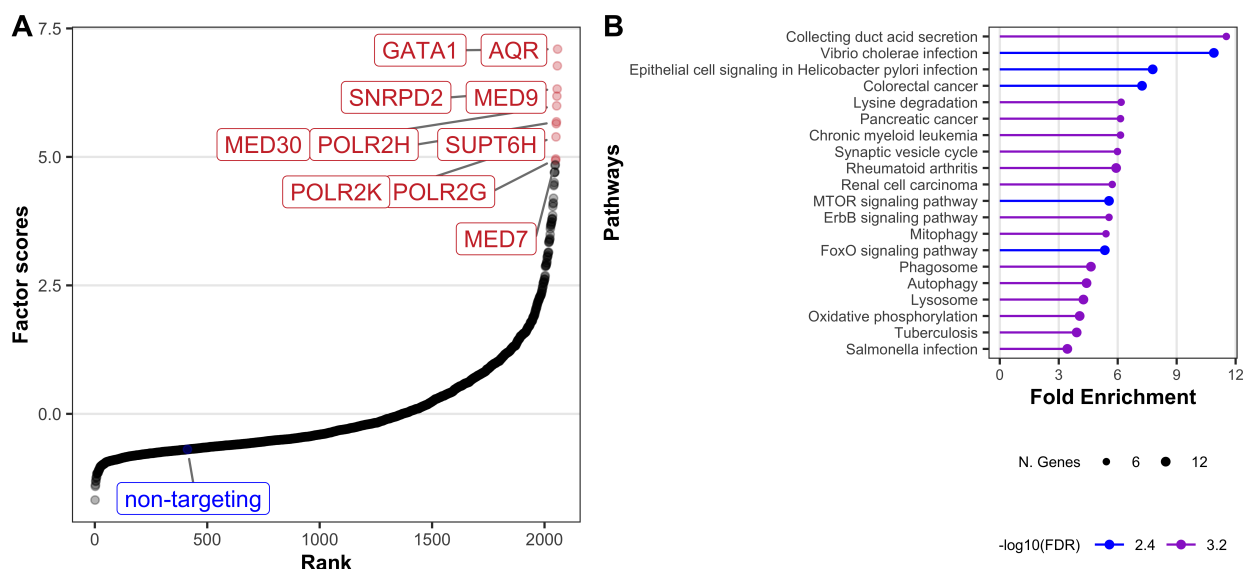 A
7.5
5.0
2.5
0.0
Factor scores
GATA1
AQR
SNRPD2
MED9
MED30
POLR2H
SUPT6H
POLR2K
POLR2G
MED7
non-targeting
0
500
1000
1500
2000
Rank
B
Pathways
Collecting duct acid secretion
Vibrio cholerae infection
Epithelial cell signaling in Helicobacter pylori infection
Colorectal cancer
Lysine degradation
Pancreatic cancer
Chronic myeloid leukemia
Synaptic vesicle cycle
Rheumatoid arthritis
Renal cell carcinoma
MTOR signaling pathway
ErbB signaling pathway
Mitophagy
FoxO signaling pathway
Phagosome
Autophagy
Lysosome
Oxidative phosphorylation
Tuberculosis
Salmonella infection
0
3
6
9
12
Fold Enrichment
N. Genes 6 12
-log10(FDR) 2.4 3.2